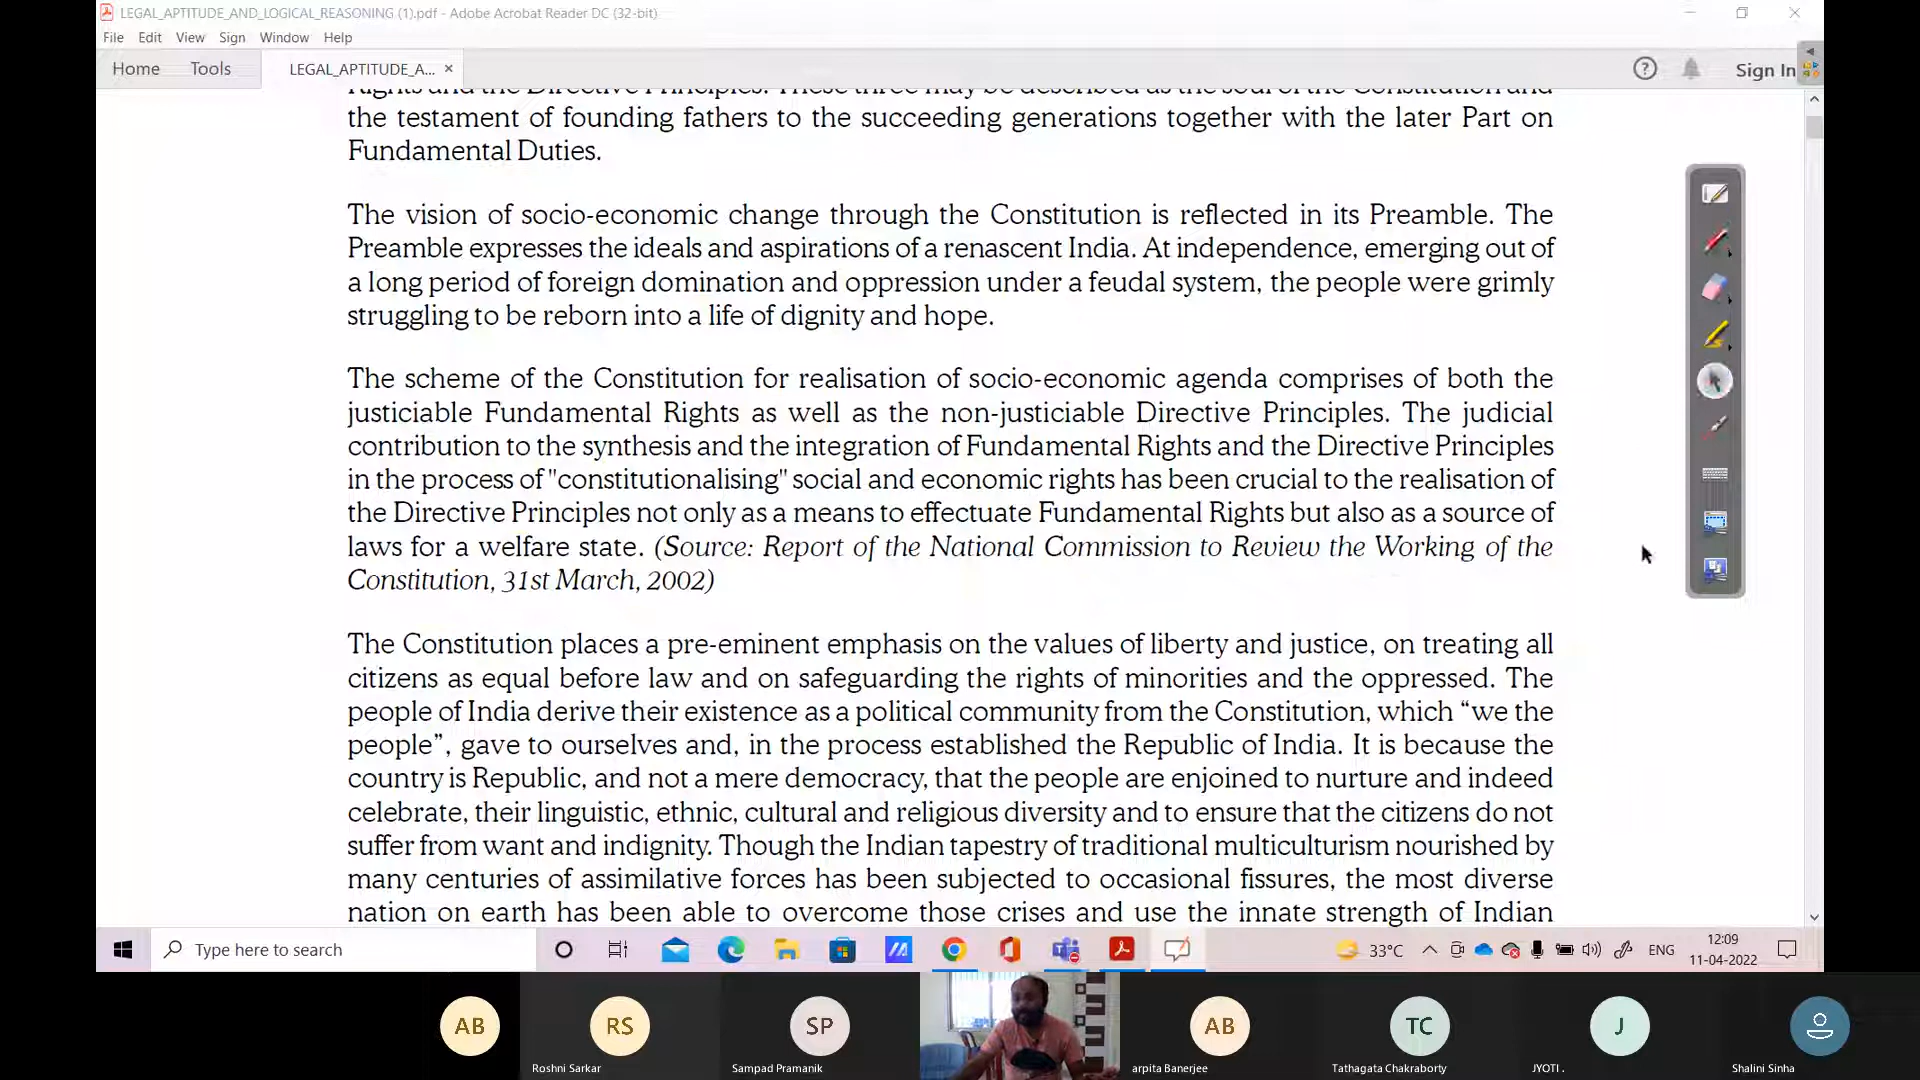 LEGAL_APTITUDE_AND_LOGICAL_REASONING (1).pdf - Adobe Acrobat Reader DC (32-bit)
File Edit View Sign Window Help
Home Tools LEGAL_APTITUDE_A... × Sign In
Rights and the Directive Principles. These three may be described as the soul of the Constitution and
the testament of founding fathers to the succeeding generations together with the later Part on
Fundamental Duties.
The vision of socio-economic change through the Constitution is reflected in its Preamble. The
Preamble expresses the ideals and aspirations of a renascent India. At independence, emerging out of
a long period of foreign domination and oppression under a feudal system, the people were grimly
struggling to be reborn into a life of dignity and hope.
The scheme of the Constitution for realisation of socio-economic agenda comprises of both the
justiciable Fundamental Rights as well as the non-justiciable Directive Principles. The judicial
contribution to the synthesis and the integration of Fundamental Rights and the Directive Principles
in the process of "constitutionalising" social and economic rights has been crucial to the realisation of
the Directive Principles not only as a means to effectuate Fundamental Rights but also as a source of
laws for a welfare state. (Source: Report of the National Commission to Review the Working of the
Constitution, 31st March, 2002)
The Constitution places a pre-eminent emphasis on the values of liberty and justice, on treating all
citizens as equal before law and on safeguarding the rights of minorities and the oppressed. The
people of India derive their existence as a political community from the Constitution, which “we the
people”, gave to ourselves and, in the process established the Republic of India. It is because the
country is Republic, and not a mere democracy, that the people are enjoined to nurture and indeed
celebrate, their linguistic, ethnic, cultural and religious diversity and to ensure that the citizens do not
suffer from want and indignity. Though the Indian tapestry of traditional multiculturism nourished by
many centuries of assimilative forces has been subjected to occasional fissures, the most diverse
nation on earth has been able to overcome those crises and use the innate strength of Indian
Type here to search 33°C ENG 12:09
11-04-2022
AB RS SP AB TC J
Roshni Sarkar Sampad Pramanik arpita Banerjee Tathagata Chakraborty JYOTI . Shalini Sinha